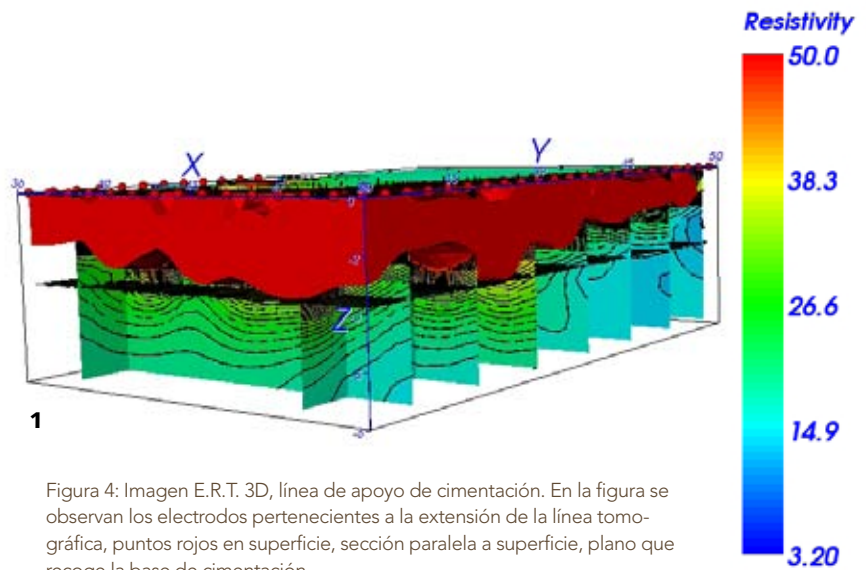 Resistivity
50.0
38.3
26.6
14.9
3.20
X
Y
Z
50
0
1
Figura 4: Imagen E.R.T. 3D, línea de apoyo de cimentación. En la figura se
observan los electrodos pertenecientes a la extensión de la línea tomo-
gráfica, puntos rojos en superficie, sección paralela a superficie, plano que